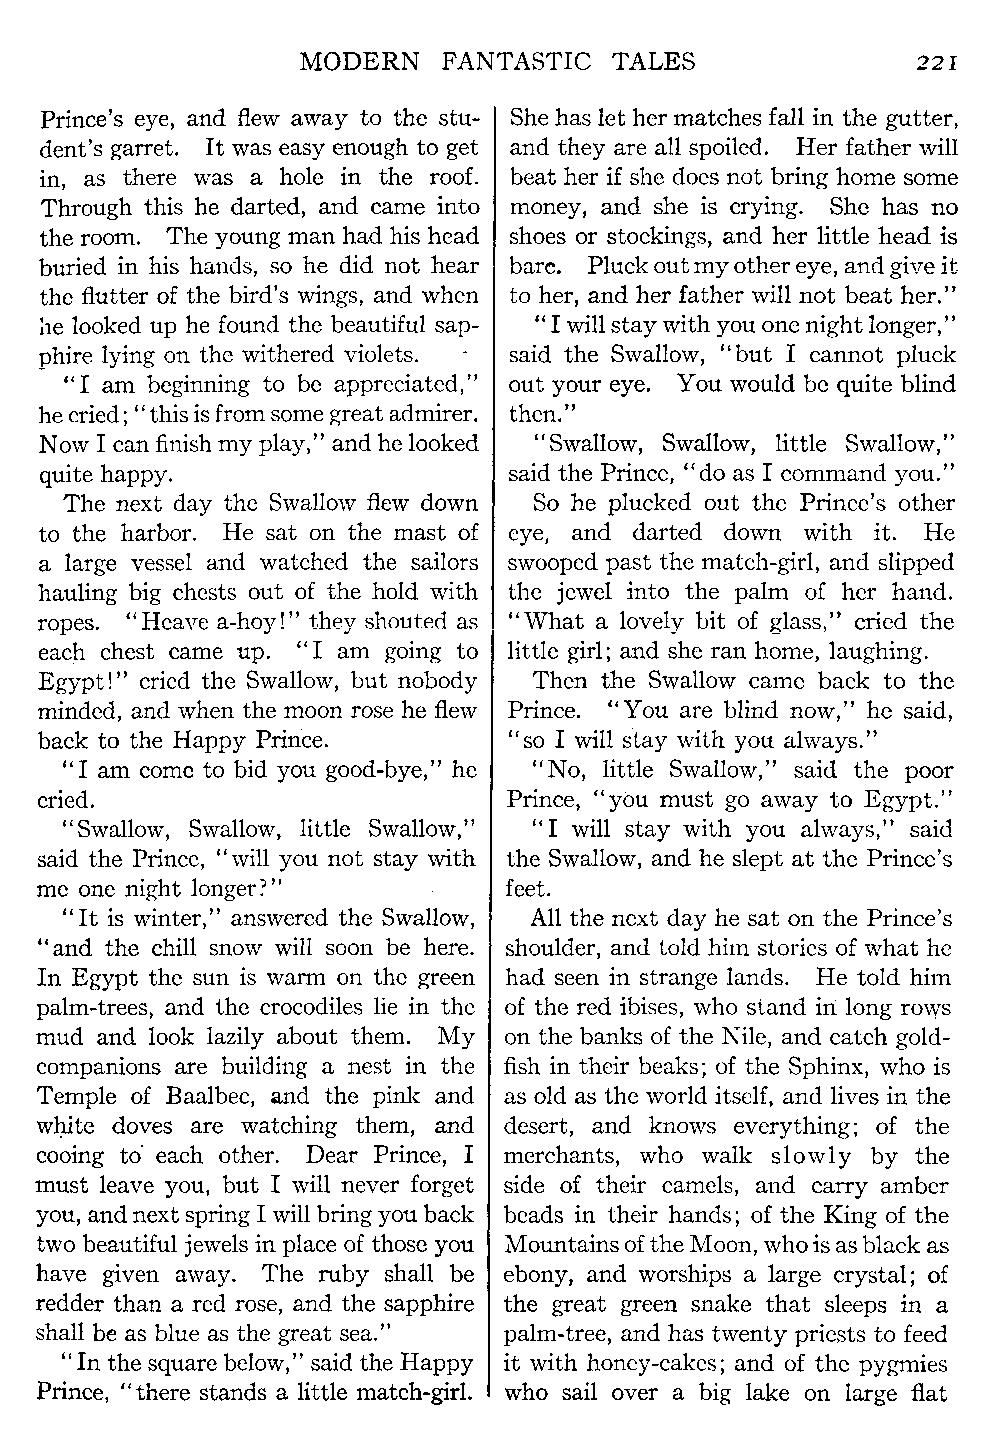 MODERN FANTASTIC TALES 221
Prince's eye, and flew away to the stu-
dent's garret. It was easy enough to get
in, as there was a hole in the roof.
Through this he darted, and came into
the room. The young man had his head
buried in his hands, so he did not hear
the flutter of the bird's wings, and when
he looked up he found the beautiful sap-
phire lying on the withered violets.
"I am beginning to be appreciated,"
he cried; "this is from some great admirer.
Now I can finish my play," and he looked
quite happy.
The next day the Swallow flew down
to the harbor. He sat on the mast of
a large vessel and watched the sailors
hauling big chests out of the hold with
ropes. "Heave a-hoy!" they shouted as
each chest came up. "I am going to
Egypt!" cried the Swallow, but nobody
minded, and when the moon rose he flew
back to the Happy Prince.
"I am come to bid you good-bye," he
cried.
"Swallow, Swallow, little Swallow,"
said the Prince, "will you not stay with
me one night longer?"
"It is winter," answered the Swallow,
"and the chill snow will soon be here.
In Egypt the sun is warm on the green
palm-trees, and the crocodiles lie in the
mud and look lazily about them. My
companions are building a nest in the
Temple of Baalbec, and the pink and
white doves are watching them, and
cooing to each other. Dear Prince, I
must leave you, but I will never forget
you, and next spring I will bring you back
two beautiful jewels in place of those you
have given away. The ruby shall be
redder than a red rose, and the sapphire
shall be as blue as the great sea."
"In the square below," said the Happy
Prince, "there stands a little match-girl.
She has let her matches fall in the gutter,
and they are all spoiled. Her father will
beat her if she does not bring home some
money, and she is crying. She has no
shoes or stockings, and her little head is
bare. Pluck out my other eye, and give it
to her, and her father will not beat her."
"I will stay with you one night longer,"
said the Swallow, "but I cannot pluck
out your eye. You would be quite blind
then."
"Swallow, Swallow, little Swallow,"
said the Prince, "do as I command you."
So he plucked out the Prince's other
eye, and darted down with it. He
swooped past the match-girl, and slipped
the jewel into the palm of her hand.
"What a lovely bit of glass," cried the
little girl; and she ran home, laughing.
Then the Swallow came back to the
Prince. "You are blind now," he said,
"so I will stay with you always."
"No, little Swallow," said the poor
Prince, "you must go away to Egypt."
"I will stay with you always," said
the Swallow, and he slept at the Prince's
feet.
All the next day he sat on the Prince's
shoulder, and told him stories of what he
had seen in strange lands. He told him
of the red ibises, who stand in long rows
on the banks of the Nile, and catch gold-
fish in their beaks; of the Sphinx, who is
as old as the world itself, and lives in the
desert, and knows everything; of the
merchants, who walk slowly by the
side of their camels, and carry amber
beads in their hands; of the King of the
Mountains of the Moon, who is as black as
ebony, and worships a large crystal; of
the great green snake that sleeps in a
palm-tree, and has twenty priests to feed
it with honey-cakes; and of the pygmies
who sail over a big lake on large flat